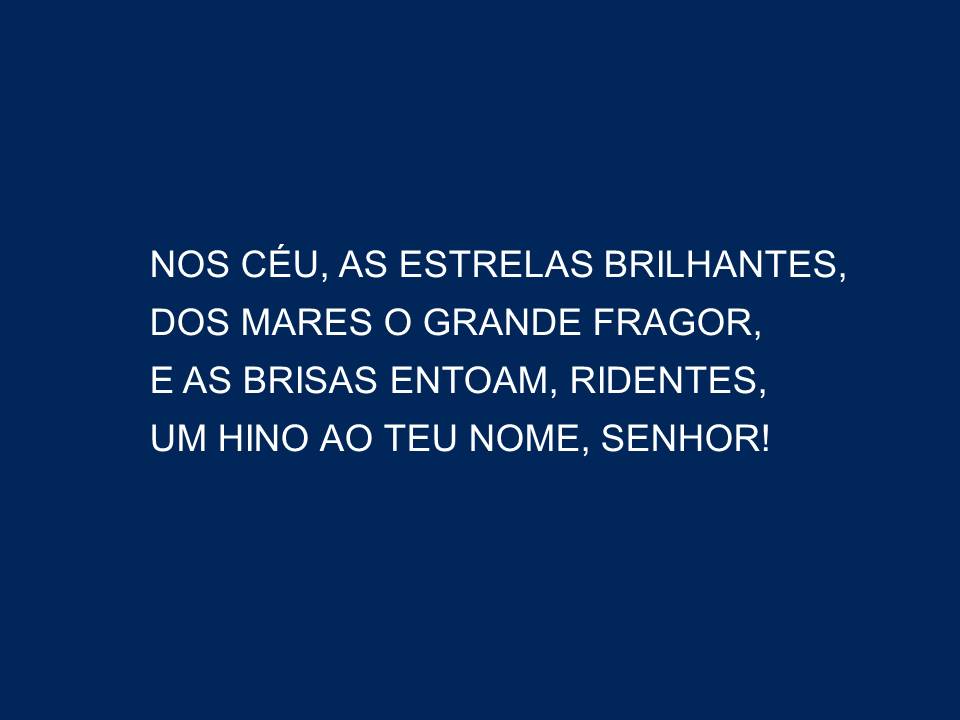 NOS CÉU, AS ESTRELAS BRILHANTES,
DOS MARES O GRANDE FRAGOR,
E AS BRISAS ENTOAM, RIDENTES,
UM HINO AO TEU NOME, SENHOR!